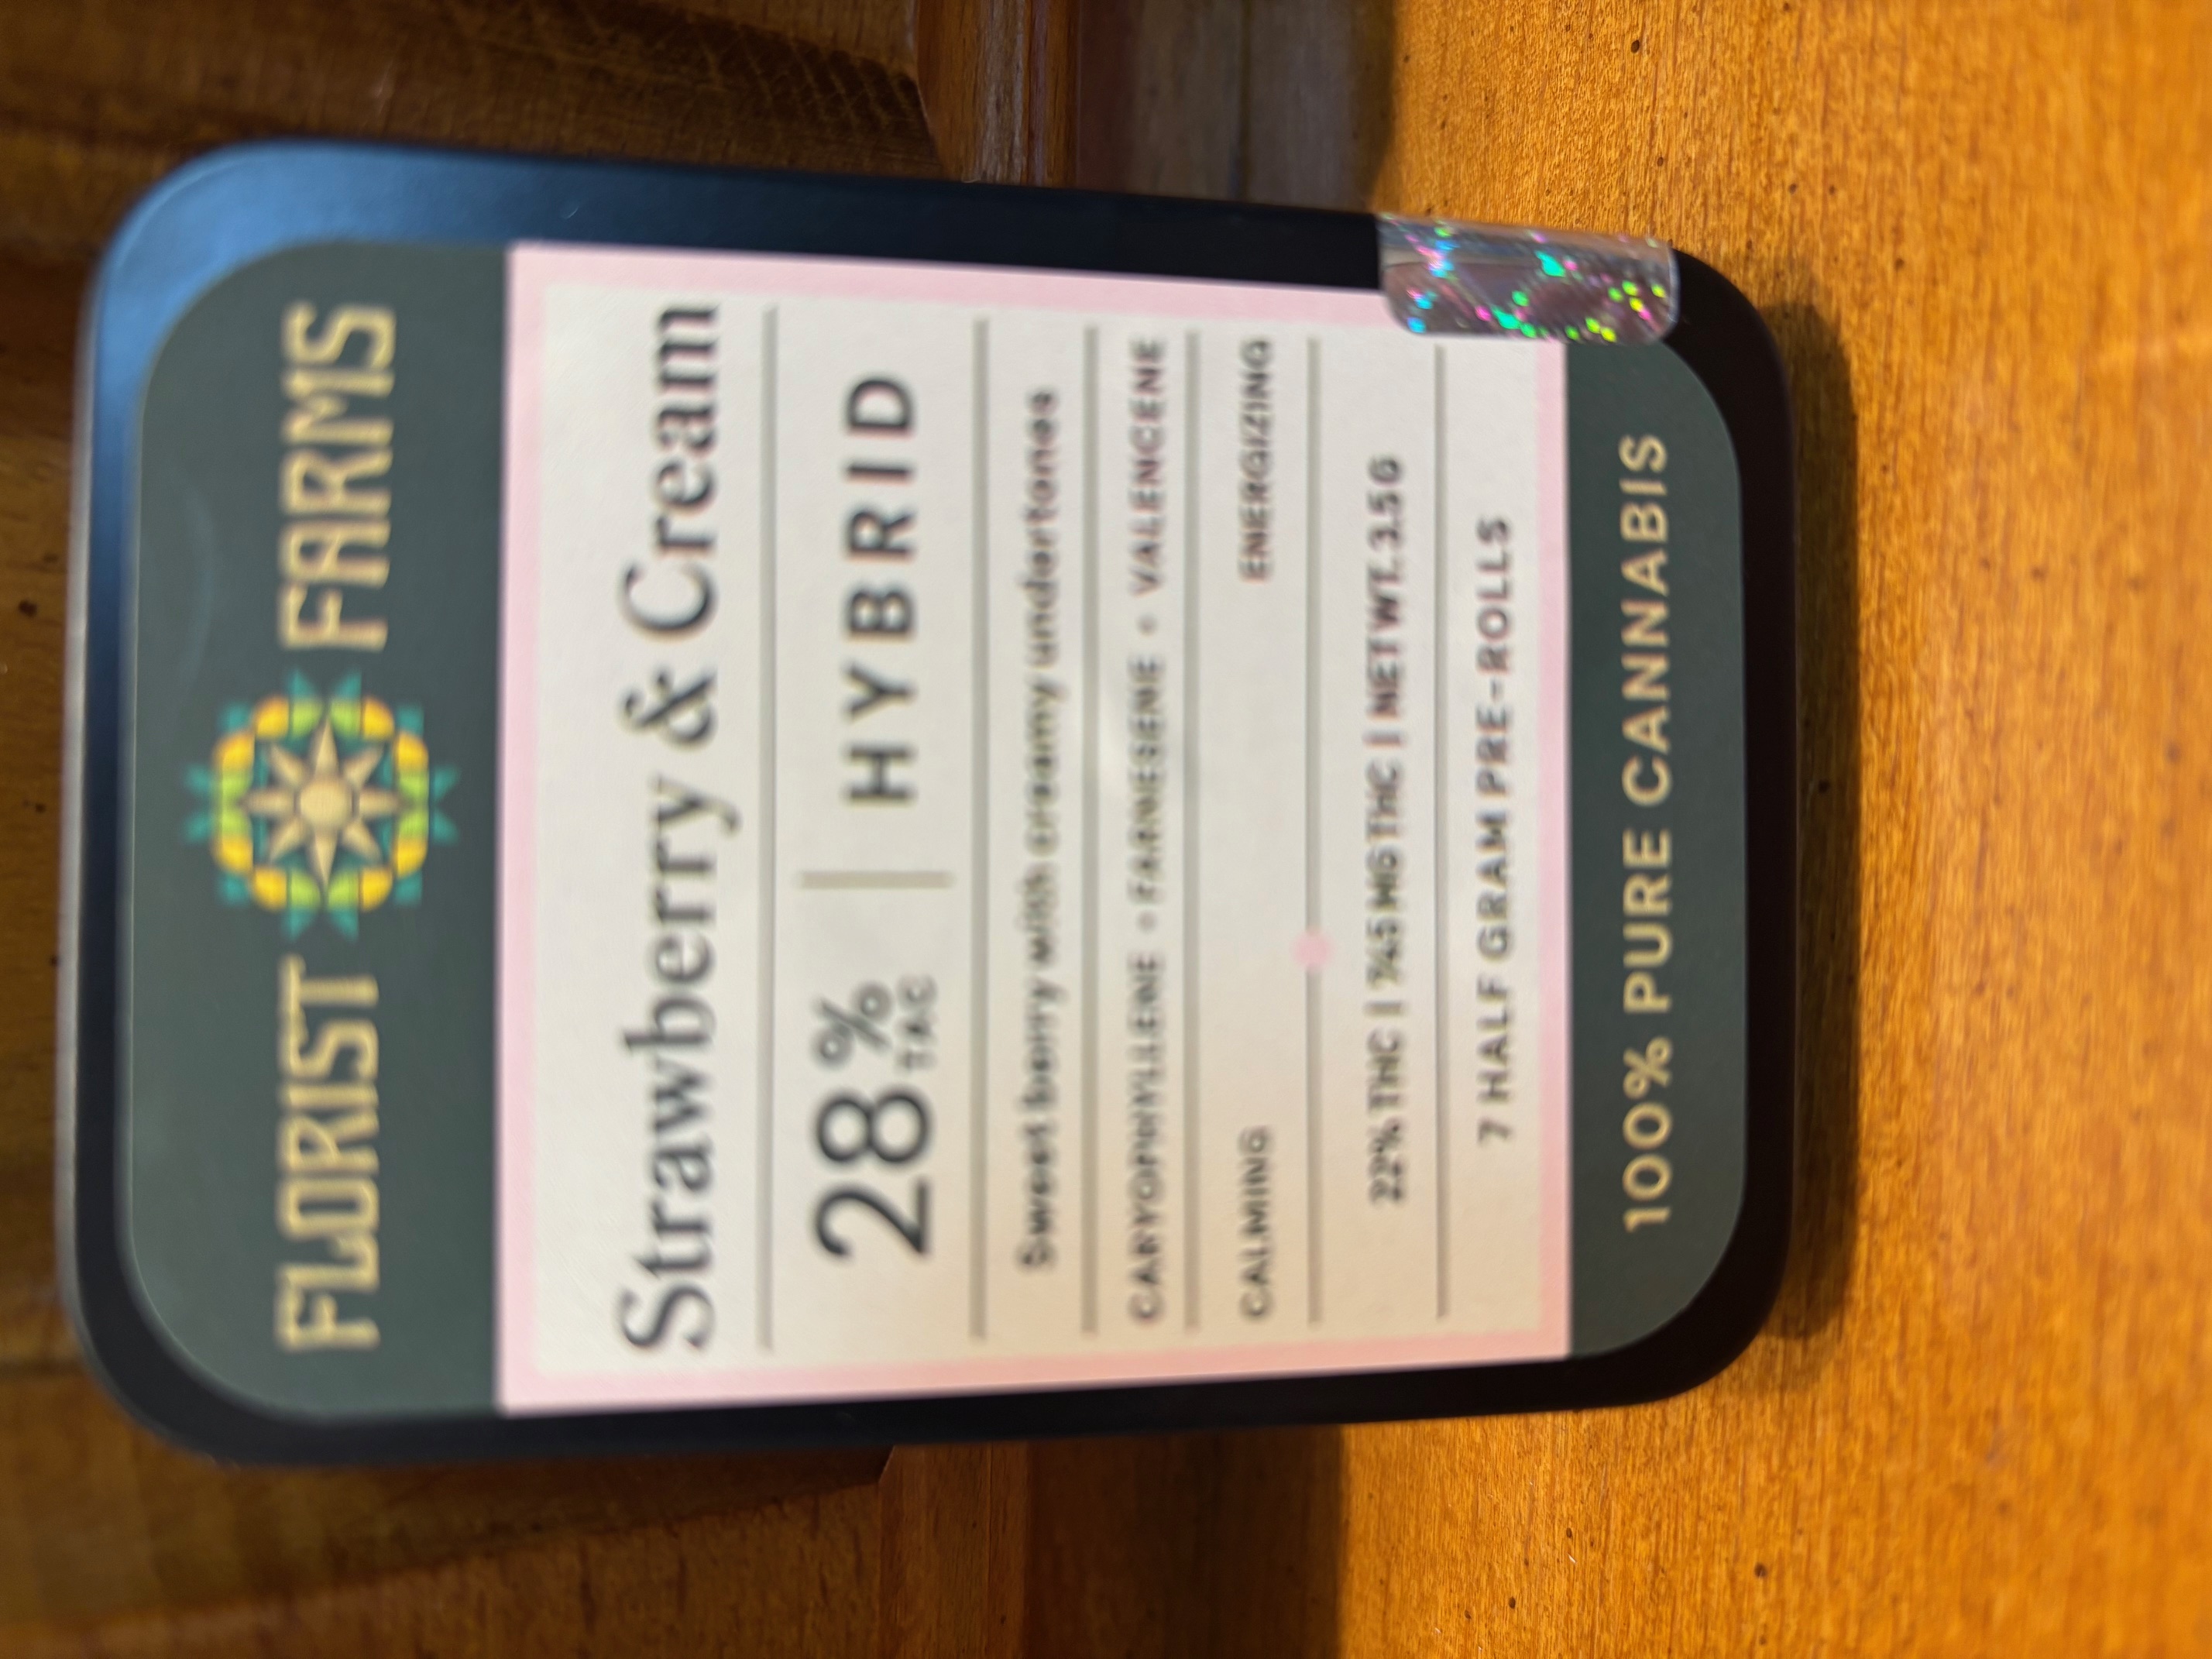 FLORIST FARMS
Strawberry & Cream
28% TAC | HYBRID
Sweet berry with creamy undertones
CARYOPHYLLENE • FARNESENE • VALENCENE
CALMING ENERGIZING
22% THC | 745 MG THC | NET WT. 3.5 G
7 HALF GRAM PRE-ROLLS
100% PURE CANNABIS